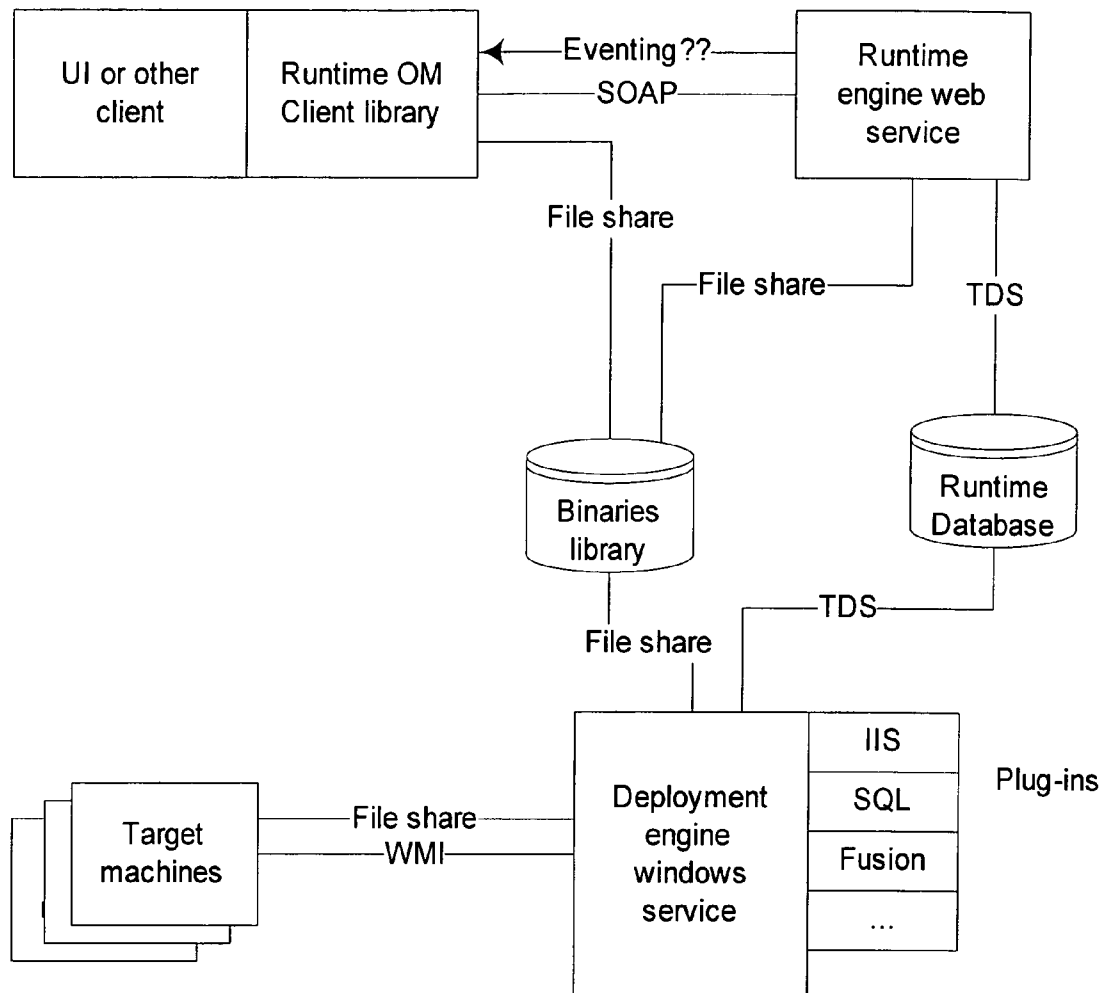 UI or other
client
Runtime OM
Client library
Eventing??
SOAP
Runtime
engine web
service
File share
File share
TDS
Binaries
library
Runtime
Database
TDS
File share
Target
machines
File share
WMI
Deployment
engine
windows
service
IIS
SQL
Fusion
...
Plug-ins